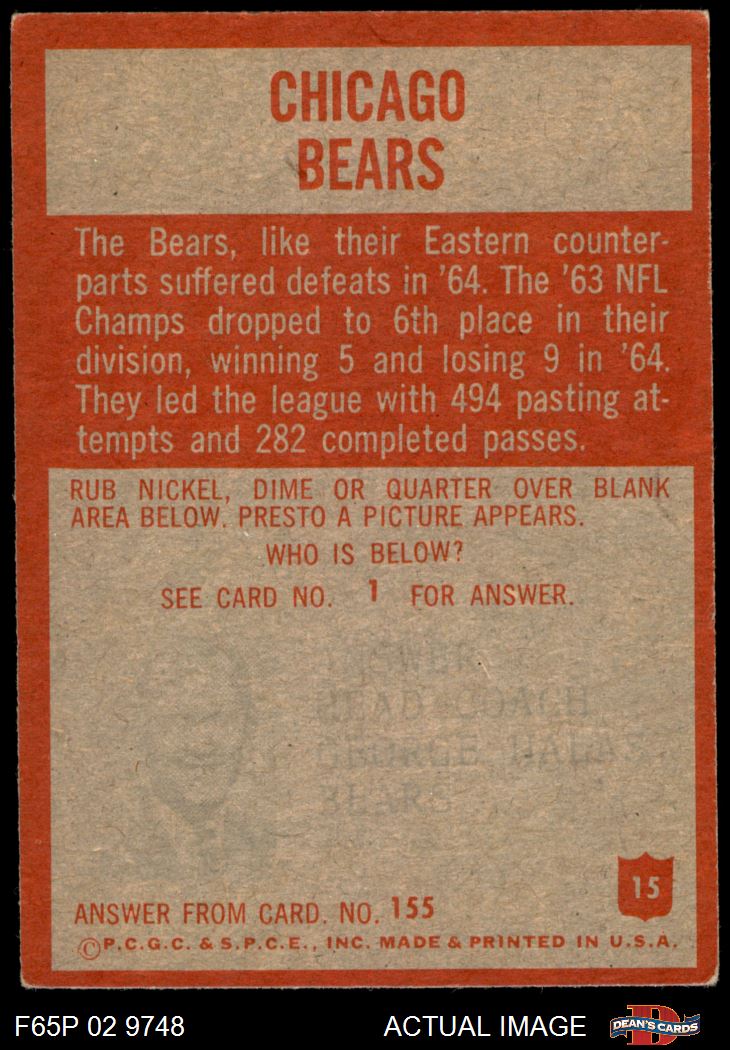 CHICAGO
BEARS
The Bears, like their Eastern counter-
parts suffered defeats in '64. The '63 NFL
Champs dropped to 6th place in their
division, winning 5 and losing 9 in '64.
They led the league with 494 pasting at-
tempts and 282 completed passes.
RUB NICKEL, DIME OR QUARTER OVER BLANK
AREA BELOW. PRESTO A PICTURE APPEARS.
WHO IS BELOW?
SEE CARD NO. 1 FOR ANSWER.
ANSWER
HEAD COACH
GEORGE HALAS
BEARS
15
ANSWER FROM CARD. NO. 155
©P.C.G.C. & S.P.C.E., INC. MADE & PRINTED IN U.S.A.
F65P 02 9748 ACTUAL IMAGE DEAN'S CARDS